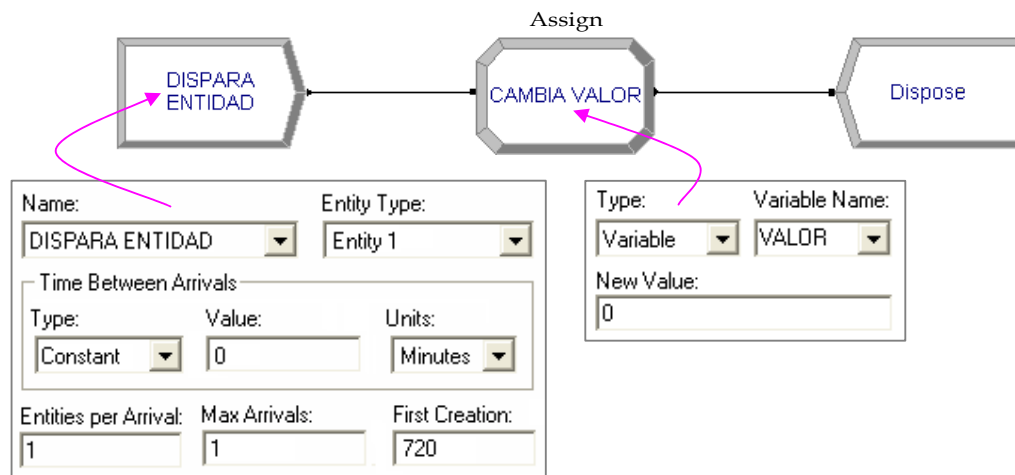 Assign
DISPARA
ENTIDAD
CAMBIA VALOR
Dispose
Name:
Entity Type:
DISPARA ENTIDAD
Entity 1
Time Between Arrivals
Type:
Value:
Units:
Constant
0
Minutes
Entities per Arrival:
Max Arrivals:
First Creation:
1
1
720
Type:
Variable Name:
Variable
VALOR
New Value:
0